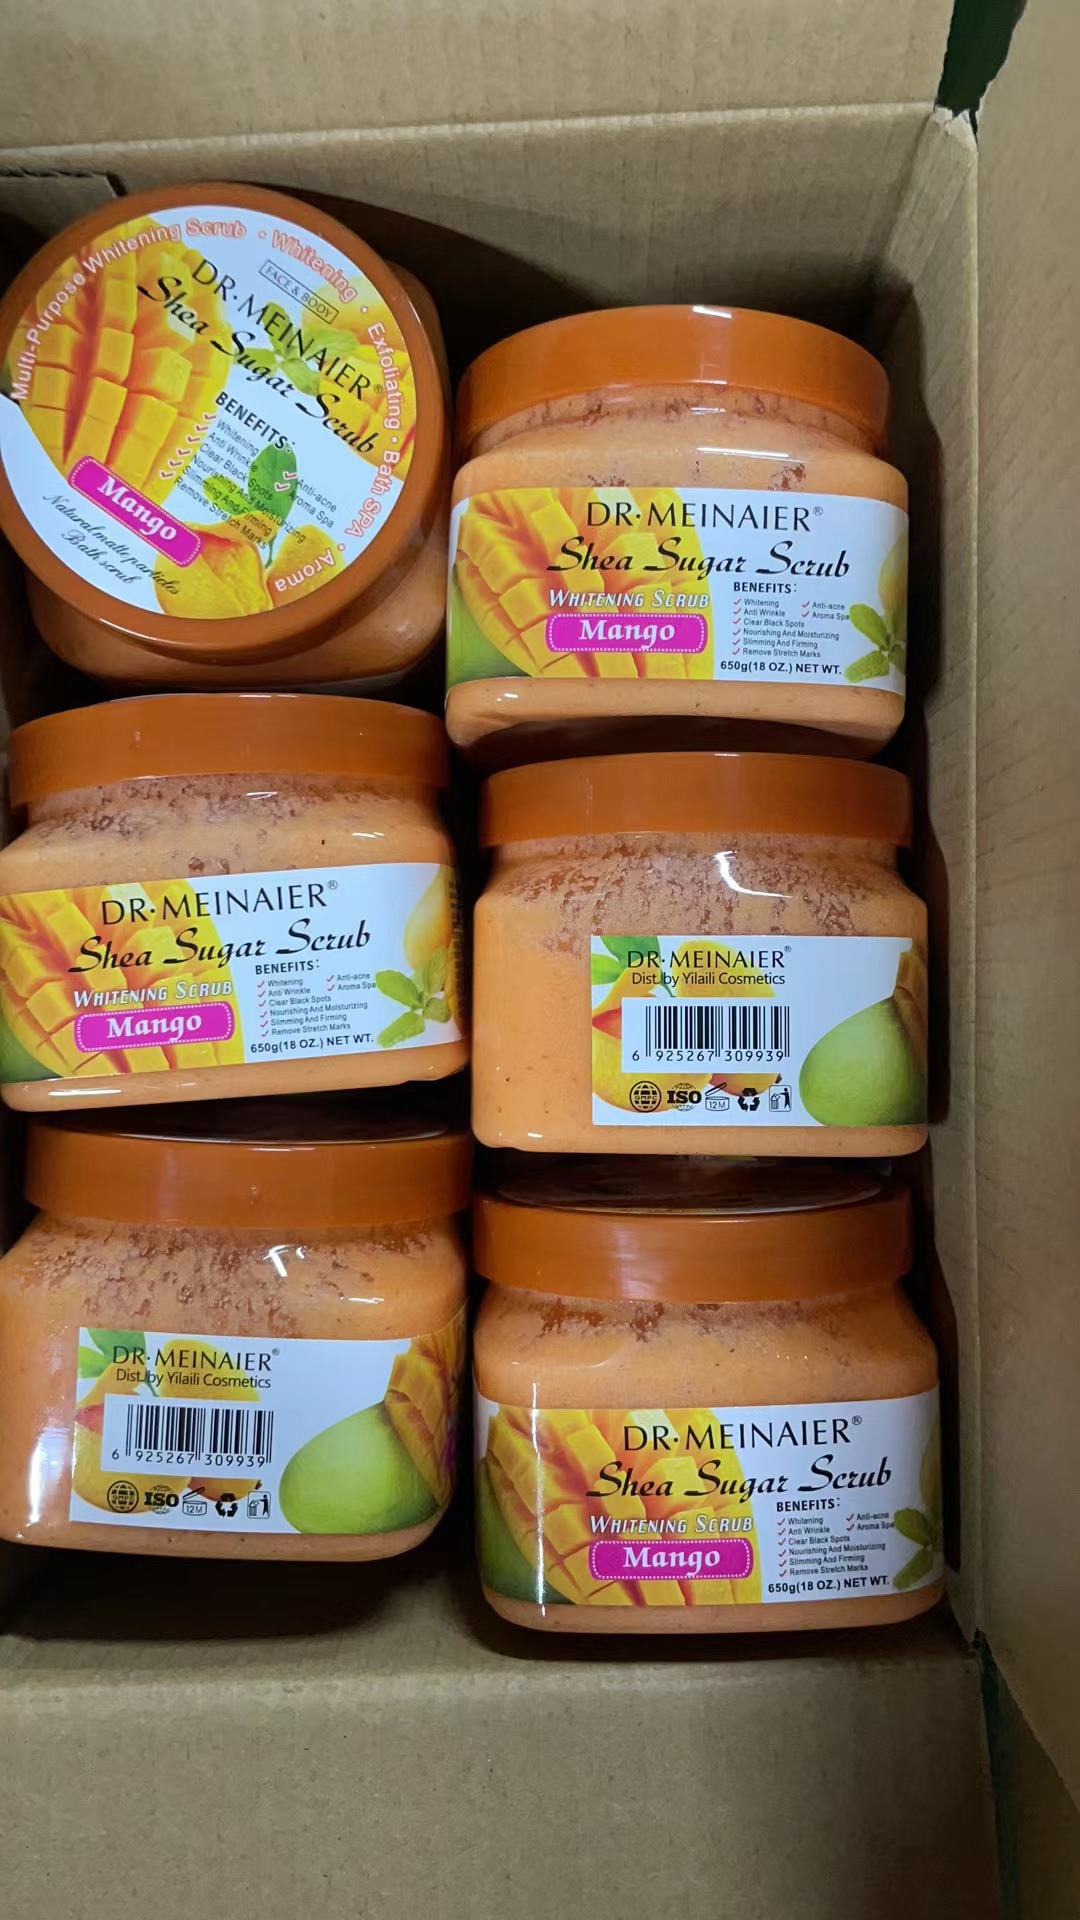 Multi-Purpose Whitening Scrub • Whitening • Exfoliating • Bath SPA • Aroma
FACE & BODY
DR·MEINAIER®
Shea Sugar Scrub
BENEFITS:
Whitening
Anti Wrinkle
Clear Black Spots
Nourishing And Moisturizing
Slimming And Firming
Remove Stretch Marks
Anti-acne
Aroma Spa
Mango
Natural matte particles
Bath scrub
DR·MEINAIER®
Shea Sugar Scrub
WHITENING SCRUB
Mango
BENEFITS:
Whitening
Anti Wrinkle
Clear Black Spots
Nourishing And Moisturizing
Slimming And Firming
Remove Stretch Marks
Anti-acne
Aroma Spa
650g(18 OZ.) NET WT.
DR·MEINAIER®
Shea Sugar Scrub
WHITENING SCRUB
Mango
BENEFITS:
Whitening
Anti Wrinkle
Clear Black Spots
Nourishing And Moisturizing
Slimming And Firming
Remove Stretch Marks
Anti-acne
Aroma Spa
650g(18 OZ.) NET WT.
DR·MEINAIER®
Dist.by Yilaili Cosmetics
6 925267 309939
GMPC ISO 12M
DR·MEINAIER®
Dist.by Yilaili Cosmetics
6 925267 309939
GMPC ISO 12M
DR·MEINAIER®
Shea Sugar Scrub
WHITENING SCRUB
Mango
BENEFITS:
Whitening
Anti Wrinkle
Clear Black Spots
Nourishing And Moisturizing
Slimming And Firming
Remove Stretch Marks
Anti-acne
Aroma Spa
650g(18 OZ.) NET WT.